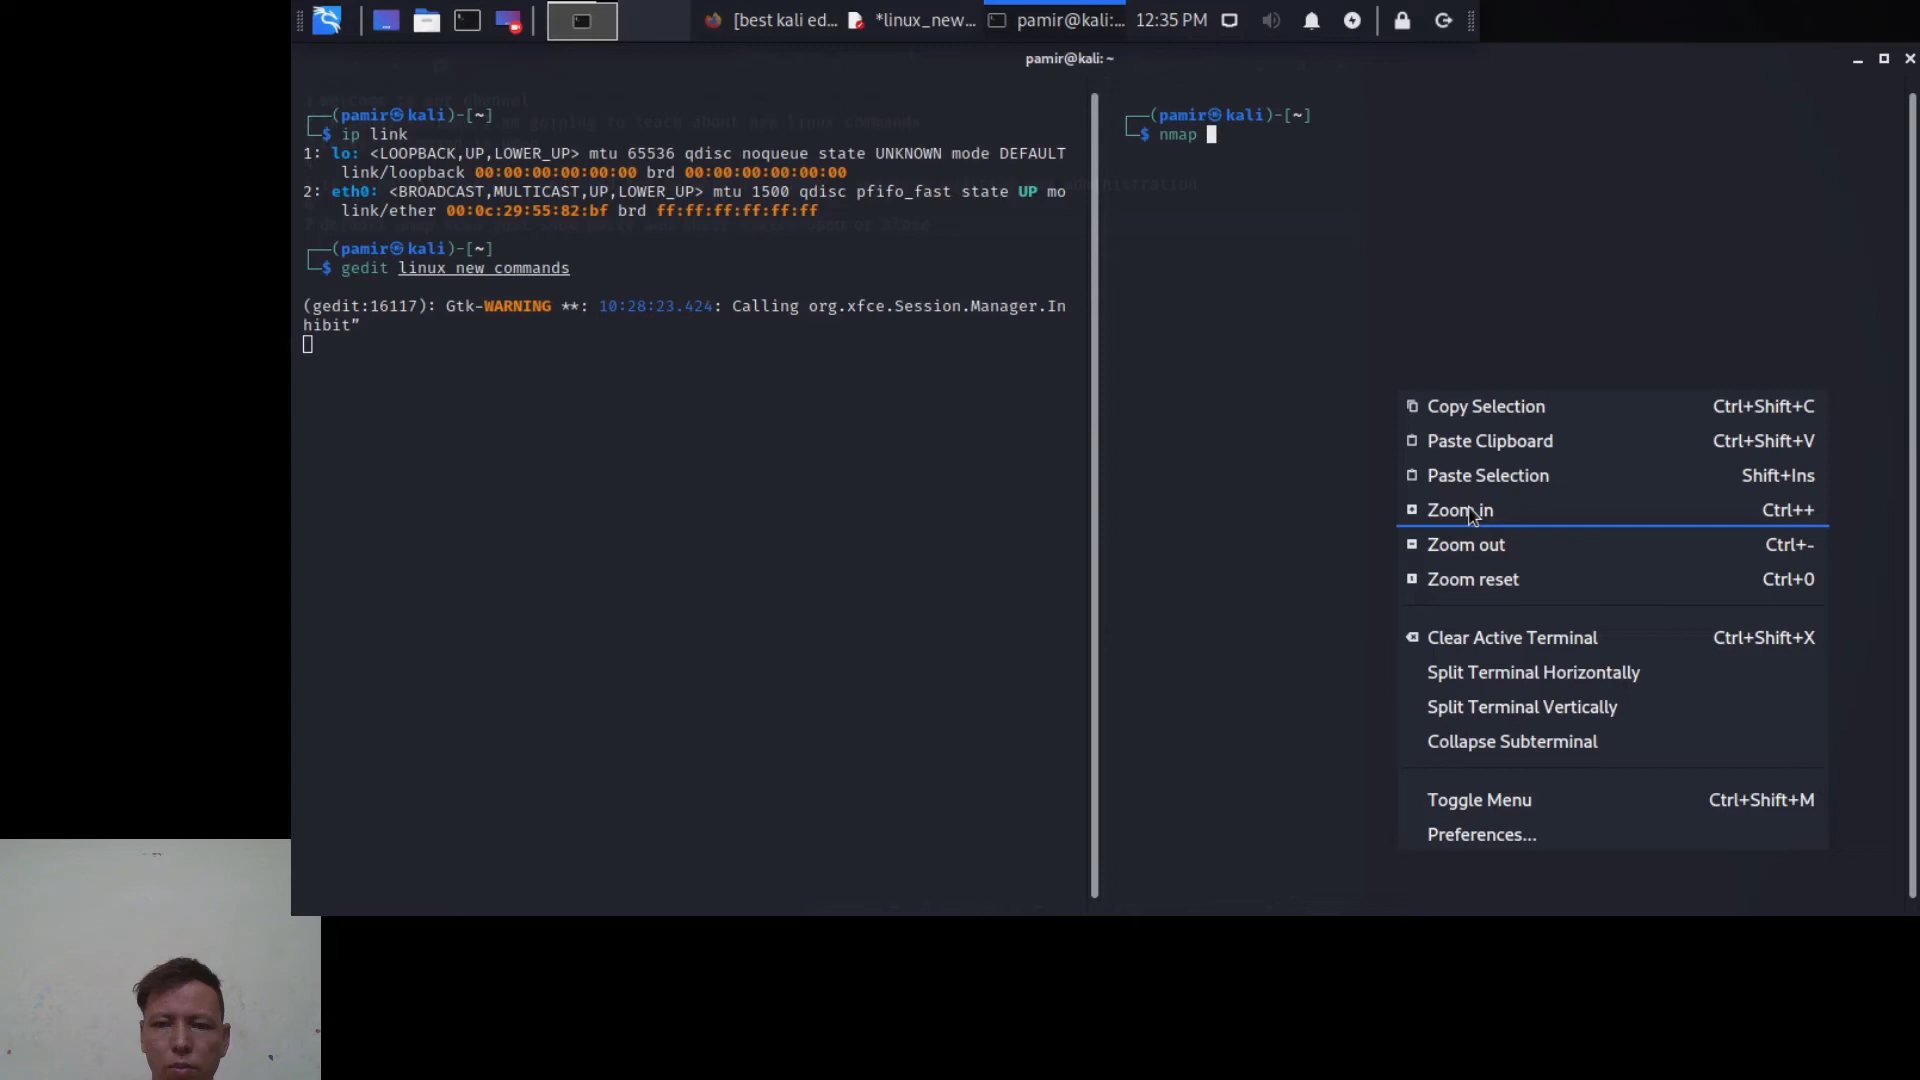 [best kali ed...
*linux_new...
pamir@kali:...
12:35 PM
pamir@kali: ~
(pamir㉿kali)-[~]
$ ip link
1: lo: <LOOPBACK,UP,LOWER_UP> mtu 65536 qdisc noqueue state UNKNOWN mode DEFAULT
link/loopback 00:00:00:00:00:00 brd 00:00:00:00:00:00
2: eth0: <BROADCAST,MULTICAST,UP,LOWER_UP> mtu 1500 qdisc pfifo_fast state UP mo
link/ether 00:0c:29:55:82:bf brd ff:ff:ff:ff:ff:ff
(pamir㉿kali)-[~]
$ gedit linux new commands
(gedit:16117): Gtk-WARNING **: 10:28:23.424: Calling org.xfce.Session.Manager.In
hibit”
(pamir㉿kali)-[~]
$ nmap
Copy Selection Ctrl+Shift+C
Paste Clipboard Ctrl+Shift+V
Paste Selection Shift+Ins
Zoom in Ctrl++
Zoom out Ctrl+-
Zoom reset Ctrl+0
Clear Active Terminal Ctrl+Shift+X
Split Terminal Horizontally
Split Terminal Vertically
Collapse Subterminal
Toggle Menu Ctrl+Shift+M
Preferences...